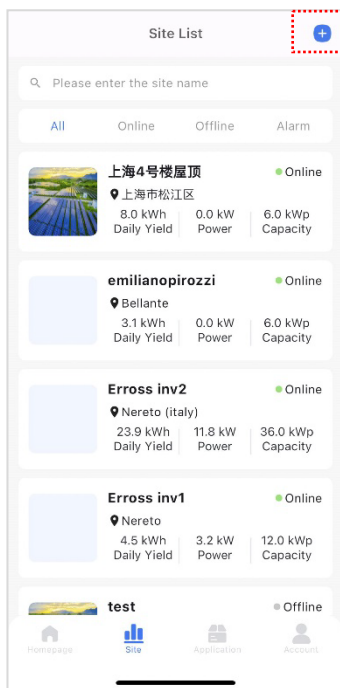 Site List
Please enter the site name
All Online Offline Alarm
上海4号楼屋顶 Online
上海市松江区
8.0 kWh 0.0 kW 6.0 kWp
Daily Yield Power Capacity
emilianopirozzi Online
Bellante
3.1 kWh 0.0 kW 6.0 kWp
Daily Yield Power Capacity
Erross inv2 Online
Nereto (italy)
23.9 kWh 11.8 kW 36.0 kWp
Daily Yield Power Capacity
Erross inv1 Online
Nereto
4.5 kWh 3.2 kW 12.0 kWp
Daily Yield Power Capacity
test Offline
Homepage Site Application Account